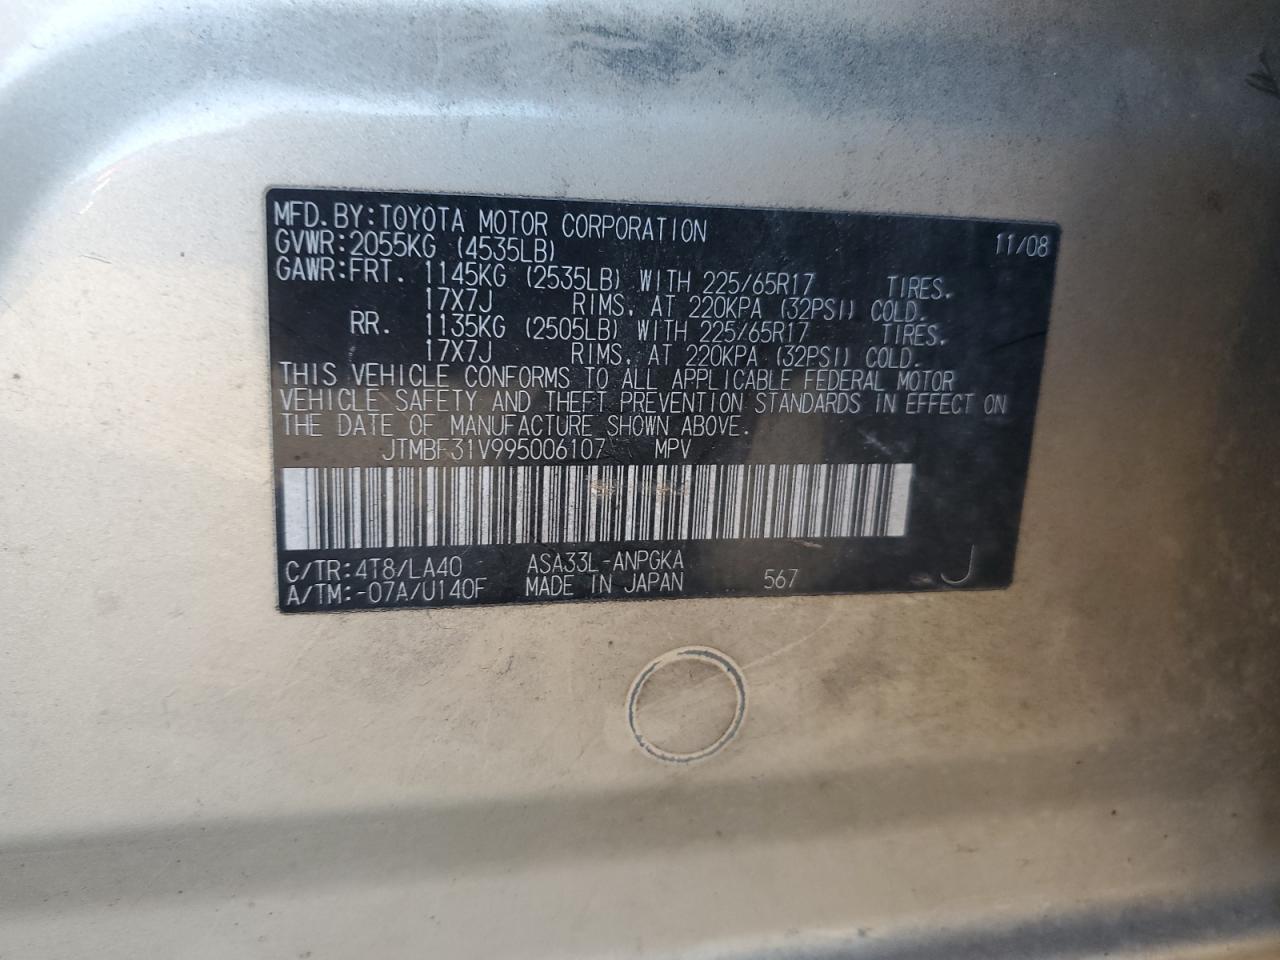 MFD. BY: TOYOTA MOTOR CORPORATION 11/08
GVWR: 2055KG (4535LB)
GAWR: FRT. 1145KG (2535LB) WITH 225/65R17 TIRES.
17X7J RIMS, AT 220KPA (32PSI) COLD.
RR. 1135KG (2505LB) WITH 225/65R17 TIRES.
17X7J RIMS, AT 220KPA (32PSI) COLD.
THIS VEHICLE CONFORMS TO ALL APPLICABLE FEDERAL MOTOR
VEHICLE SAFETY AND THEFT PREVENTION STANDARDS IN EFFECT ON
THE DATE OF MANUFACTURE SHOWN ABOVE.
JTMBF31V995006107 MPV
C/TR: 4T8/LA40 ASA33L-ANPGKA
A/TM: -07A/U140F MADE IN JAPAN 567 J